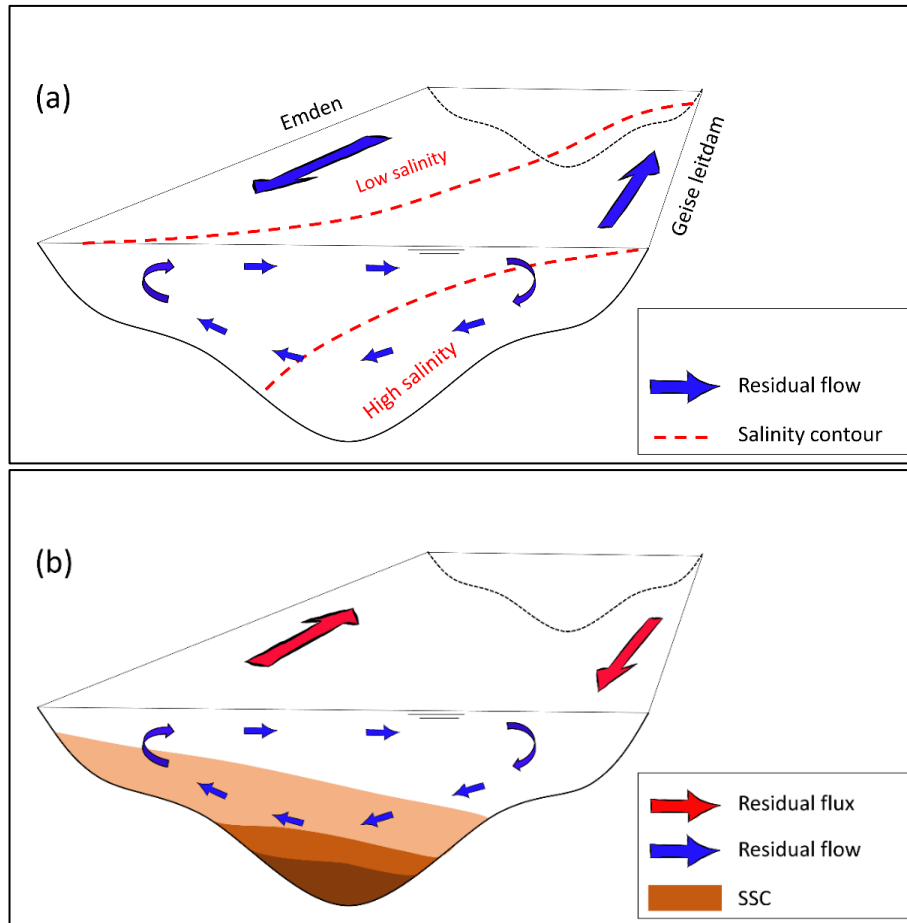 (a)
Emden
Low salinity
Geise leitdam
High salinity
Residual flow
Salinity contour
(b)
Residual flux
Residual flow
SSC